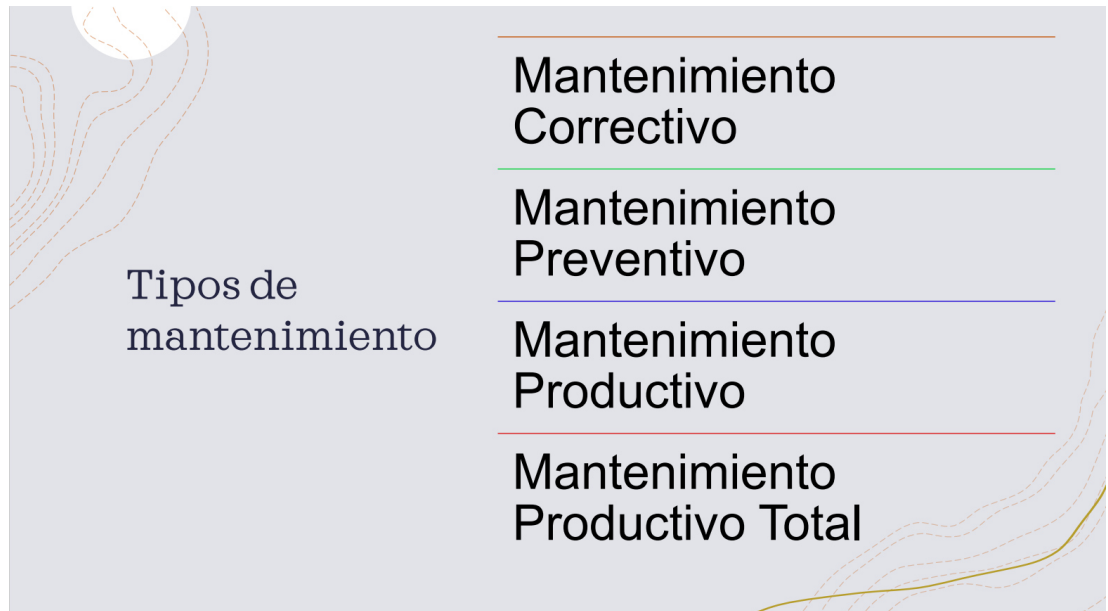 Tipos de
mantenimiento
Mantenimiento
Correctivo
Mantenimiento
Preventivo
Mantenimiento
Productivo
Mantenimiento
Productivo Total